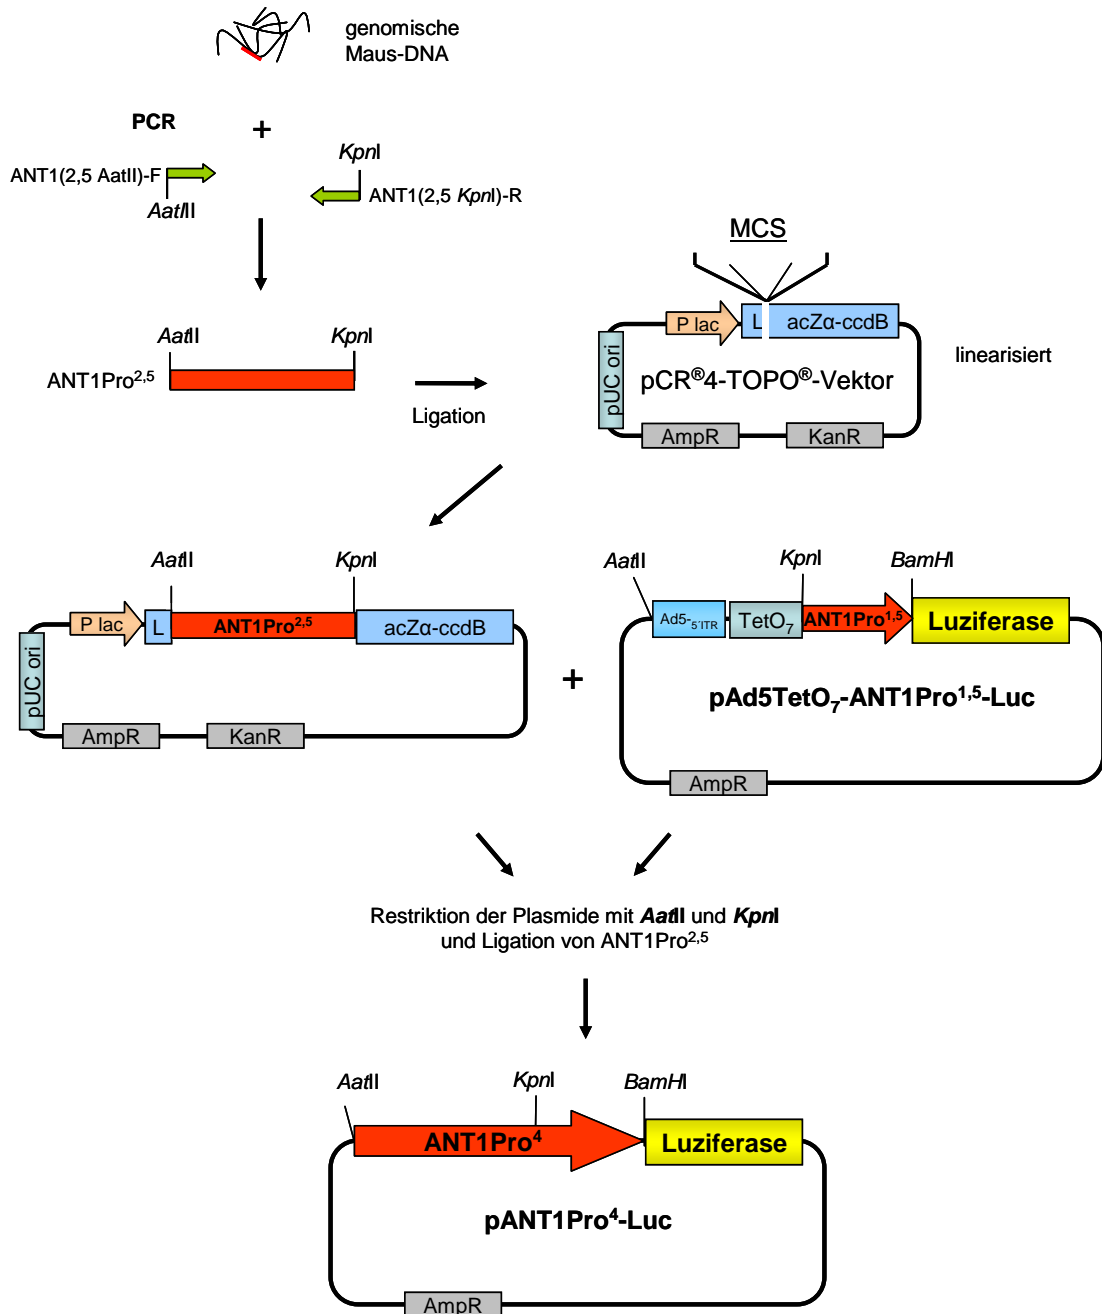 genomische
Maus-DNA
PCR
+
KpnI
ANT1(2,5 AatII)-F
ANT1(2,5 KpnI)-R
AatIII
MCS
AatII
KpnI
P lac
L
acZα-ccdB
linearisiert
ANT1Pro2,5
pUC ori
pCR®4-TOPO®-Vektor
Ligation
AmpR
KanR
AatII
KpnI
P lac
L
ANT1Pro2,5
acZα-ccdB
pUC ori
AmpR
KanR
+
AatII
KpnI
BamHI
Ad5-5'ITR
TetO7
ANT1Pro1,5
Luziferase
pAd5TetO7-ANT1Pro1,5-Luc
AmpR
Restriktion der Plasmide mit AatII und KpnI
und Ligation von ANT1Pro2,5
AatII
KpnI
BamHI
ANT1Pro4
Luziferase
pANT1Pro4-Luc
AmpR